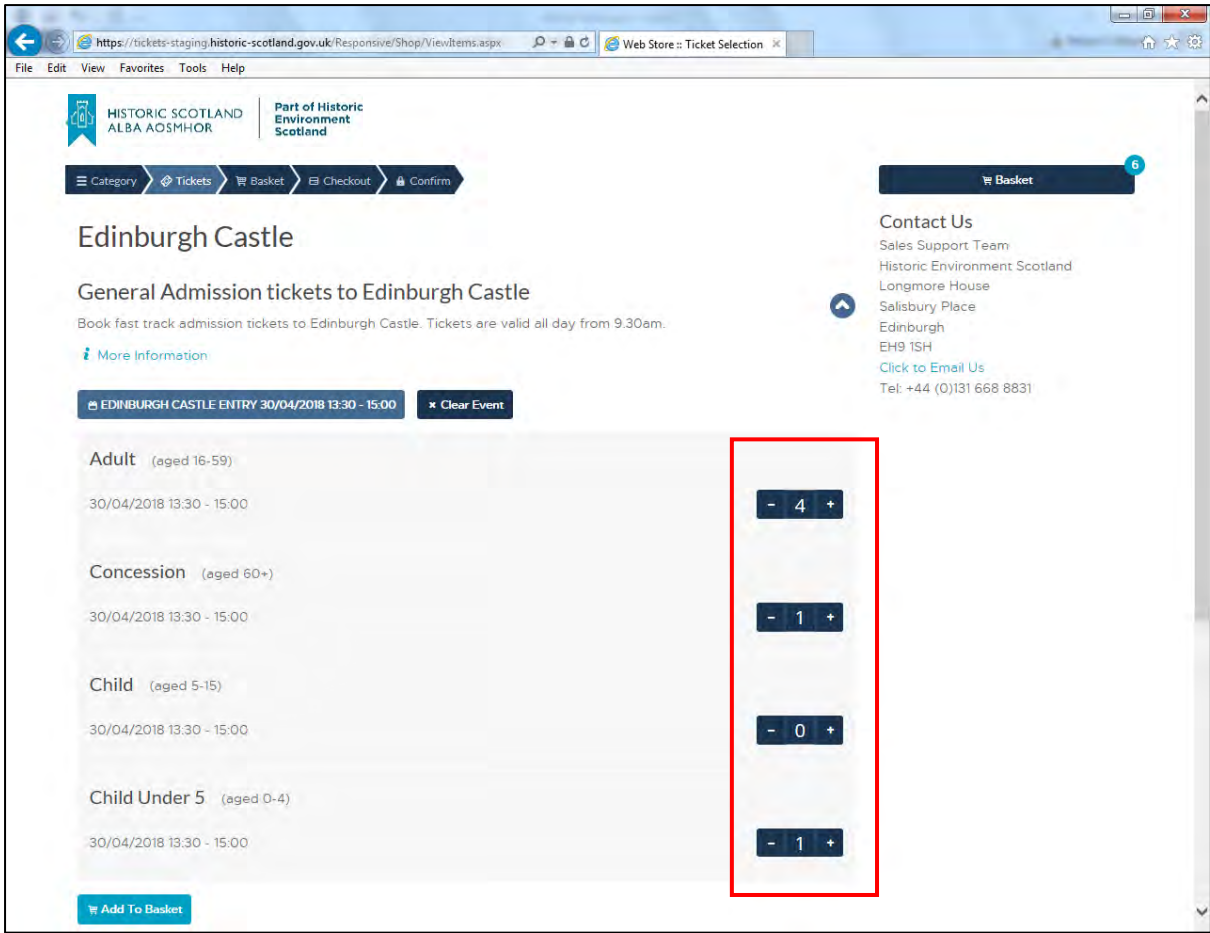 https://tickets-staging.historic-scotland.gov.uk/Responsive/Shop/ViewItems.aspx
Web Store :: Ticket Selection
File Edit View Favorites Tools Help
HISTORIC SCOTLAND
ALBA AOSMHOR
Part of Historic
Environment
Scotland
Category Tickets Basket Checkout Confirm
Basket
6
Edinburgh Castle
General Admission tickets to Edinburgh Castle
Book fast track admission tickets to Edinburgh Castle. Tickets are valid all day from 9.30am.
i More Information
EDINBURGH CASTLE ENTRY 30/04/2018 13:30 - 15:00
× Clear Event
Adult (aged 16-59)
30/04/2018 13:30 - 15:00
- 4 +
Concession (aged 60+)
30/04/2018 13:30 - 15:00
- 1 +
Child (aged 5-15)
30/04/2018 13:30 - 15:00
- 0 +
Child Under 5 (aged 0-4)
30/04/2018 13:30 - 15:00
- 1 +
Add To Basket
Contact Us
Sales Support Team
Historic Environment Scotland
Longmore House
Salisbury Place
Edinburgh
EH9 1SH
Click to Email Us
Tel: +44 (0)131 668 8831